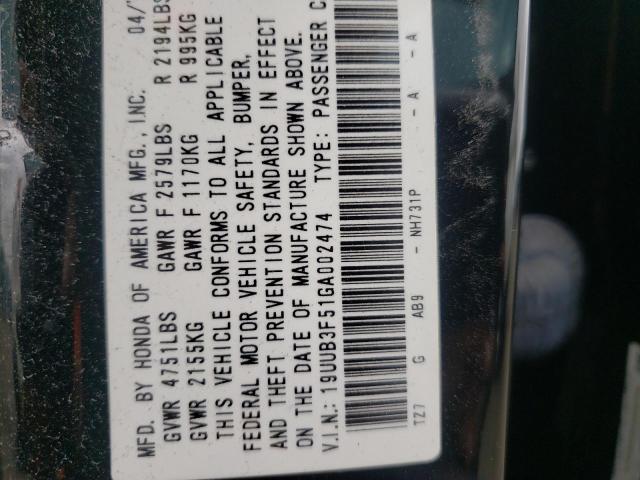 MFD. BY HONDA OF AMERICA MFG., INC. 04/
GVWR 4751LBS GAWR F 2579LBS R 2194LBS
GVWR 2155KG GAWR F 1170KG R 995KG
THIS VEHICLE CONFORMS TO ALL APPLICABLE
FEDERAL MOTOR VEHICLE SAFETY, BUMPER,
AND THEFT PREVENTION STANDARDS IN EFFECT
ON THE DATE OF MANUFACTURE SHOWN ABOVE.
V.I.N.: 19UUB3F51GA002474 TYPE: PASSENGER C
TZ7 G AB9 - NH731P - A - A